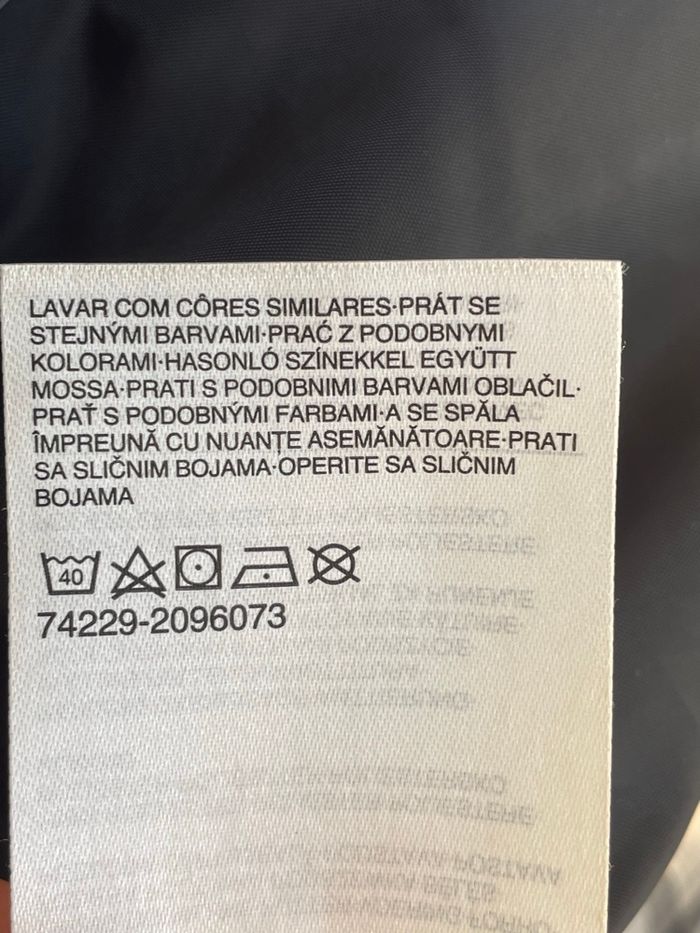 LAVAR COM CÔRES SIMILARES·PRÁT SE
STEJNÝMI BARVAMI·PRAĆ Z PODOBNYMI
KOLORAMI·HASONLÓ SZÍNEKKEL EGYÜTT
MOSSA·PRATI S PODOBNIMI BARVAMI OBLAČIL·
PRAŤ S PODOBNÝMI FARBAMI·A SE SPĂLA
ÎMPREUNĂ CU NUANȚE ASEMĂNĂTOARE·PRATI
SA SLIČNIM BOJAMA·OPERITE SA SLIČNIM
BOJAMA
40
74229-2096073